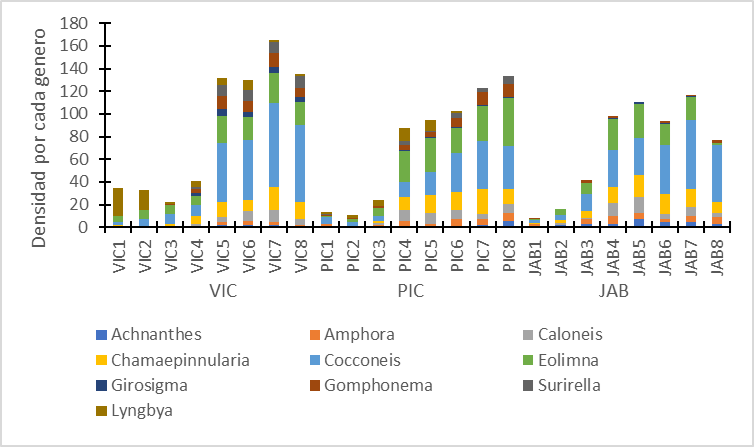 Densidad por cada genero
180
160
140
120
100
80
60
40
20
0
VIC1 VIC2 VIC3 VIC4 VIC5 VIC6 VIC7 VIC8 PIC1 PIC2 PIC3 PIC4 PIC5 PIC6 PIC7 PIC8 JAB1 JAB2 JAB3 JAB4 JAB5 JAB6 JAB7 JAB8
VIC PIC JAB
Achnanthes Amphora Caloneis
Chamaepinnularia Cocconeis Eolimna
Girosigma Gomphonema Surirella
Lyngbya